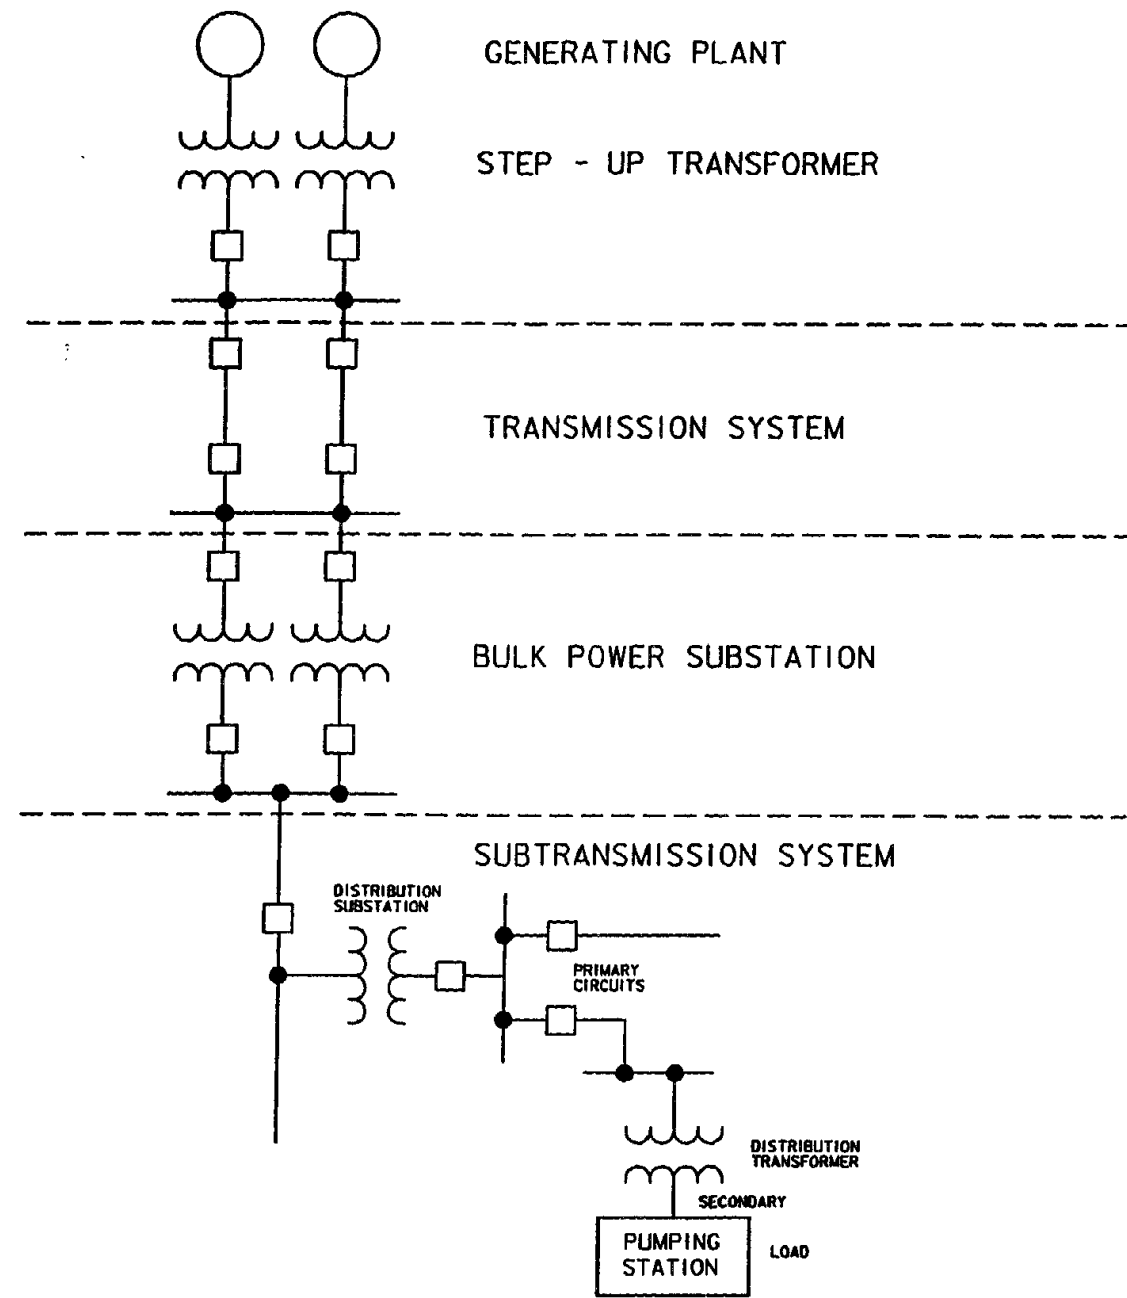 GENERATING PLANT
STEP - UP TRANSFORMER
TRANSMISSION SYSTEM
BULK POWER SUBSTATION
SUBTRANSMISSION SYSTEM
DISTRIBUTION
SUBSTATION
PRIMARY
CIRCUITS
DISTRIBUTION
TRANSFORMER
SECONDARY
PUMPING
STATION
LOAD